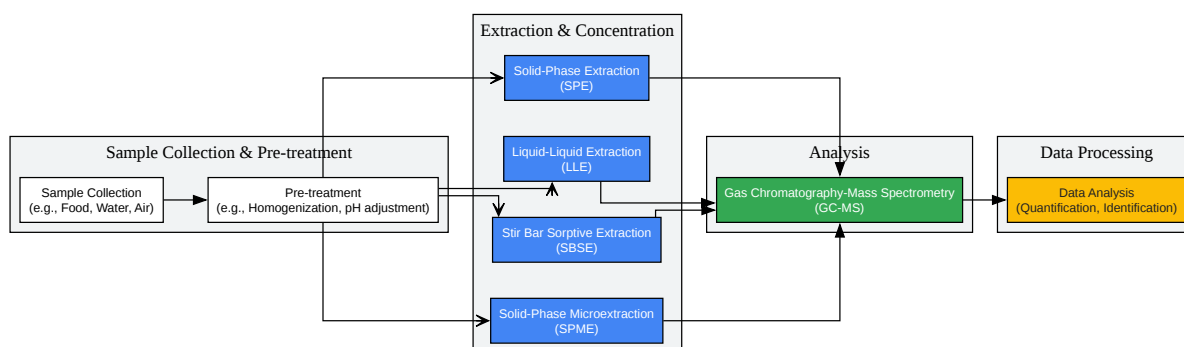 Extraction & Concentration
Solid-Phase Extraction
(SPE)
Liquid-Liquid Extraction
(LLE)
Stir Bar Sorptive Extraction
(SBSE)
Solid-Phase Microextraction
(SPME)
Sample Collection & Pre-treatment
Sample Collection
(e.g., Food, Water, Air)
Pre-treatment
(e.g., Homogenization, pH adjustment)
Analysis
Gas Chromatography-Mass Spectrometry
(GC-MS)
Data Processing
Data Analysis
(Quantification, Identification)